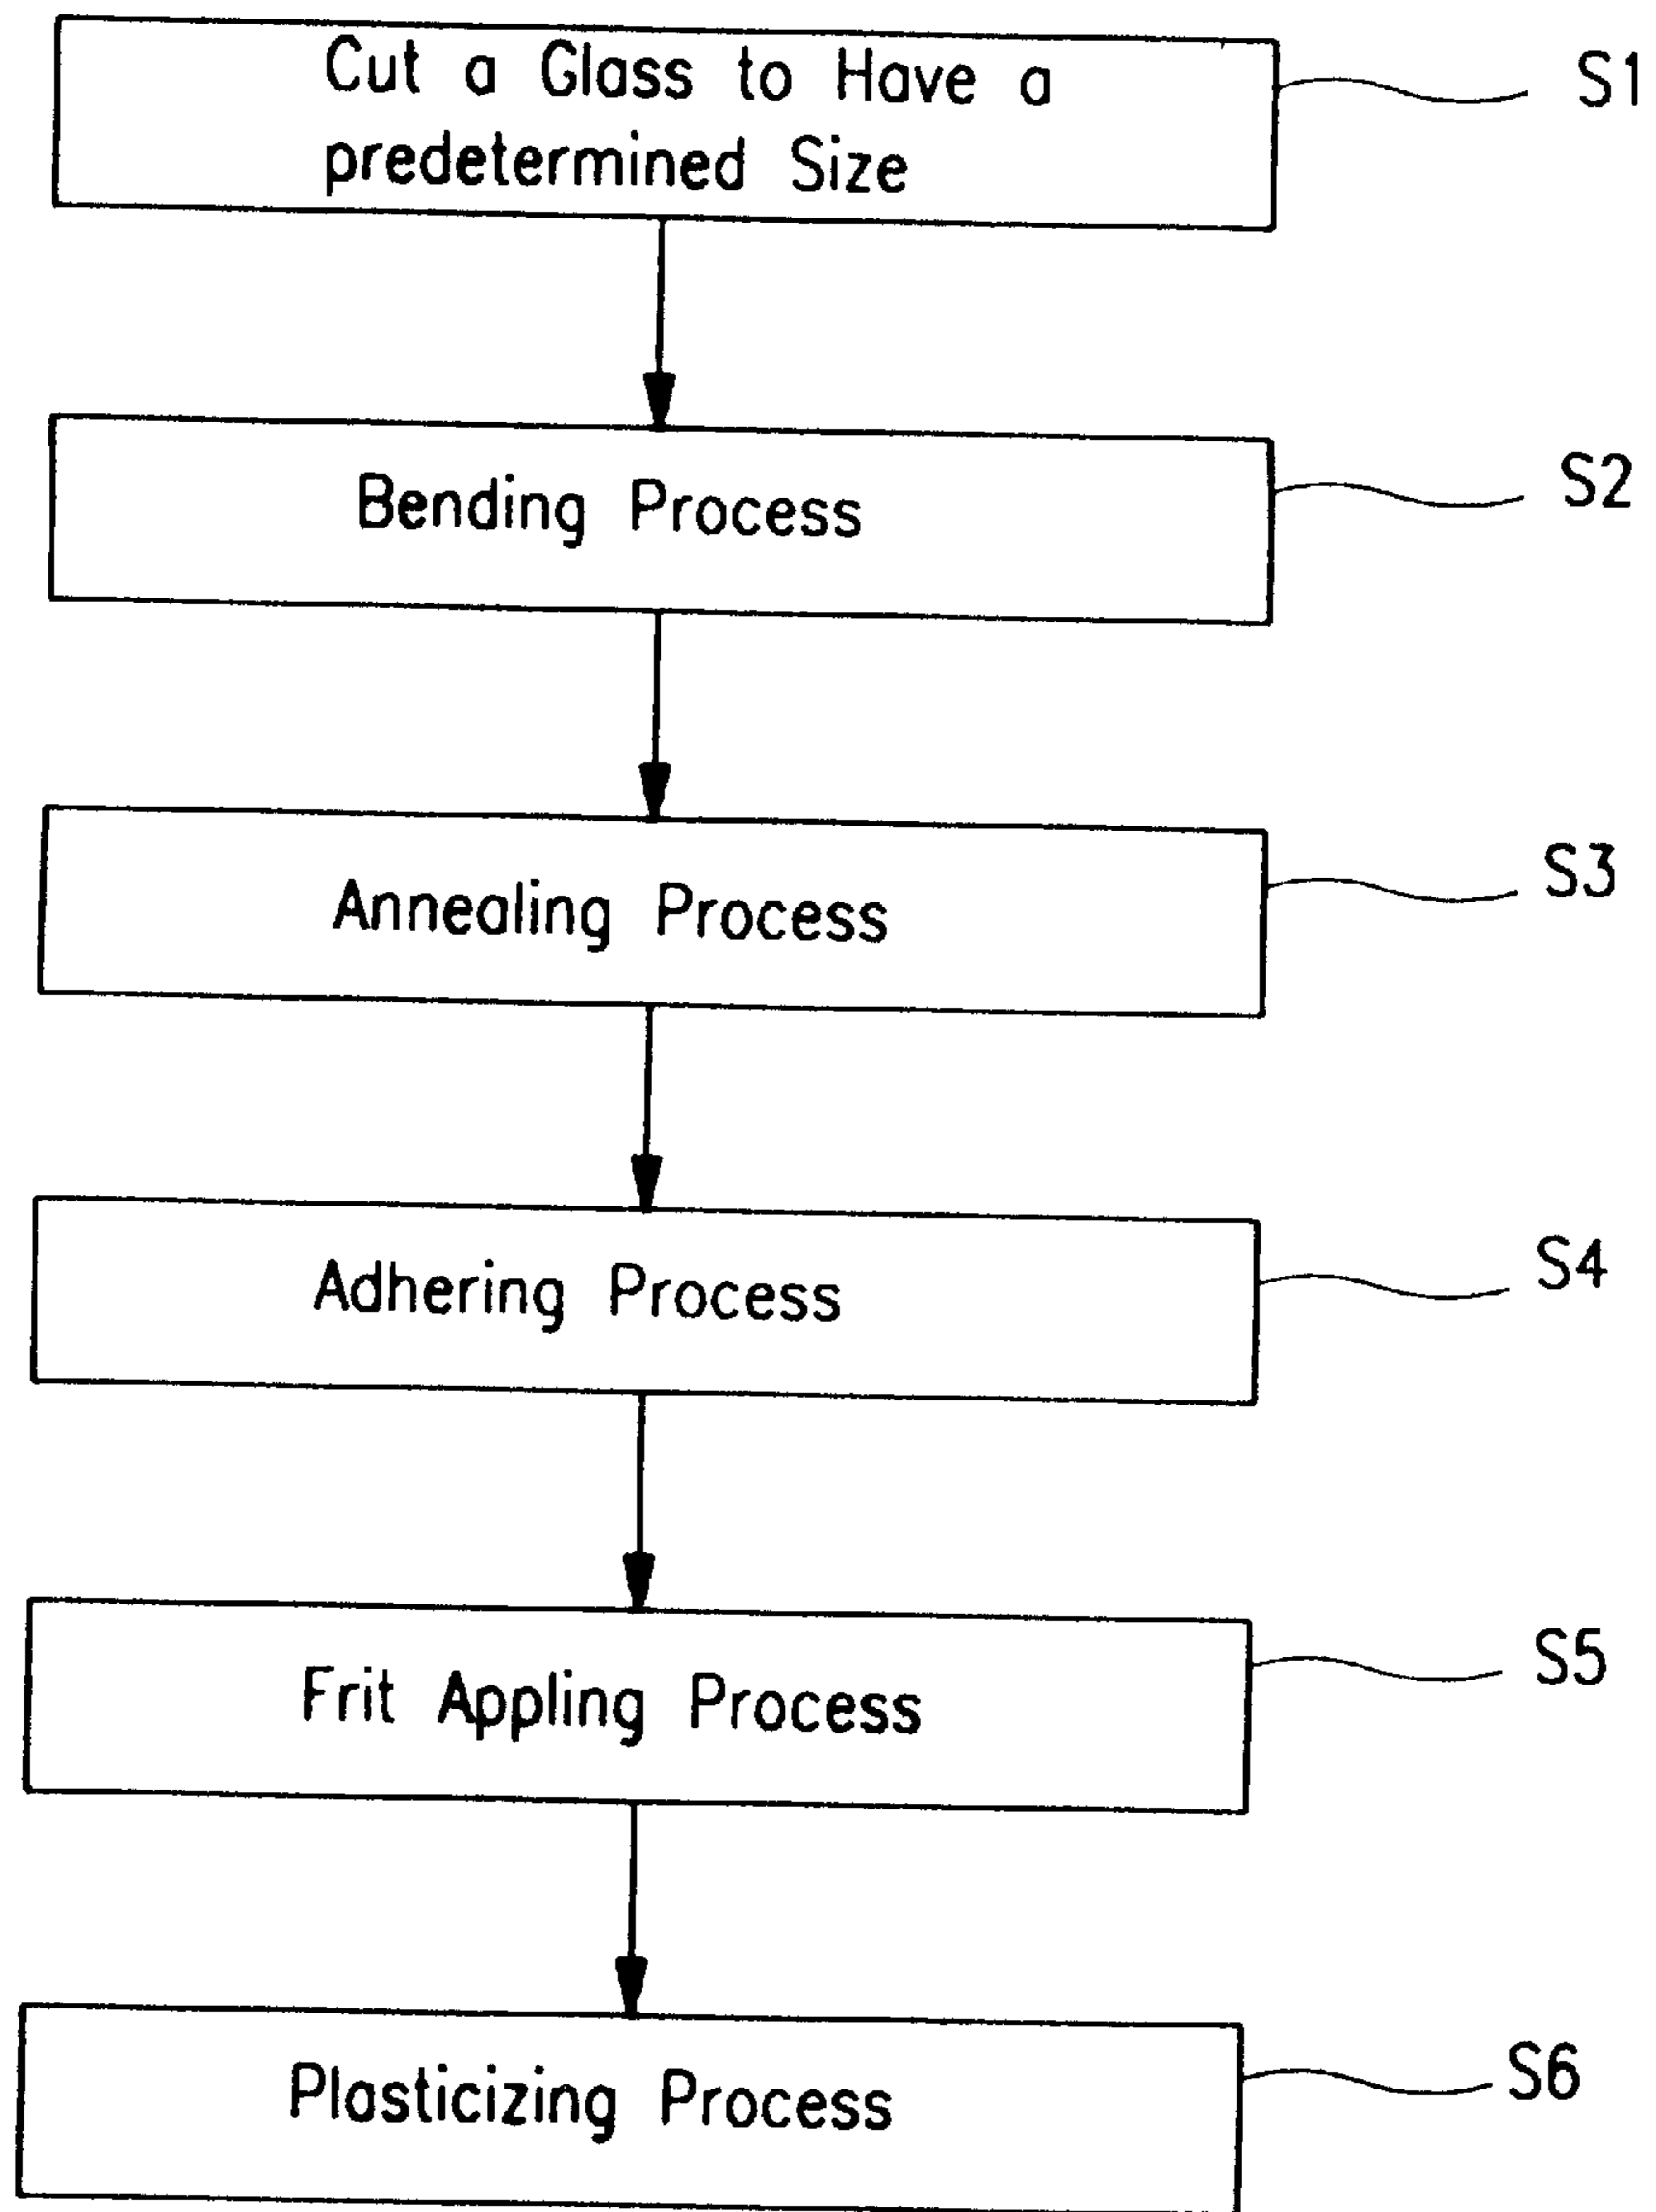 Cut a Glass to Have a
predetermined Size
S1
Bending Process
S2
Annealing Process
S3
Adhering Process
S4
Frit Appling Process
S5
Plasticizing Process
S6